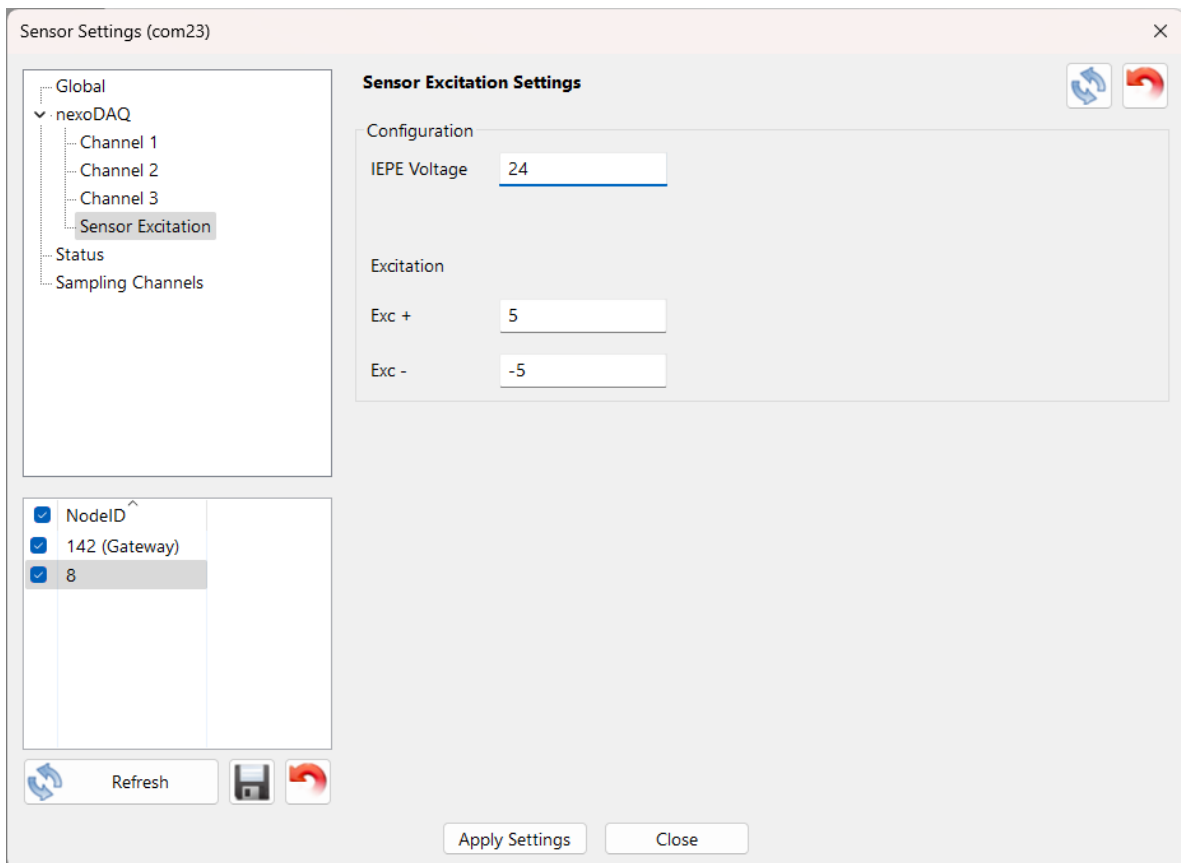 Sensor Settings (com23)
Global
nexoDAQ
Channel 1
Channel 2
Channel 3
Sensor Excitation
Status
Sampling Channels
NodeID
142 (Gateway)
8
Refresh
Sensor Excitation Settings
Configuration
IEPE Voltage 24
Excitation
Exc + 5
Exc - -5
Apply Settings Close